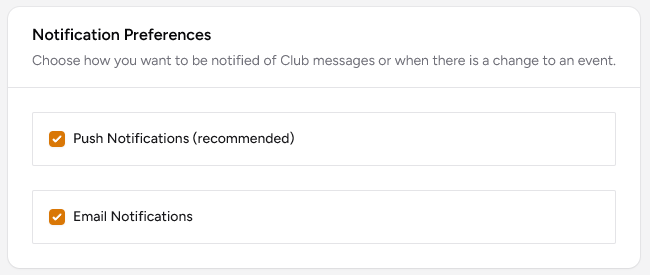 Notification Preferences
Choose how you want to be notified of Club messages or when there is a change to an event.
Push Notifications (recommended)
Email Notifications